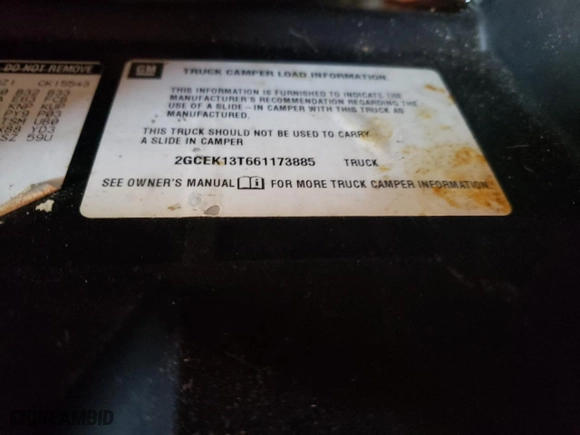 DO NOT REMOVE
CK15543
GM
TRUCK CAMPER LOAD INFORMATION
THIS INFORMATION IS FURNISHED TO INDICATE THE
MANUFACTURER'S RECOMMENDATION REGARDING THE
USE OF A SLIDE-IN CAMPER WITH THIS TRUCK AS
MANUFACTURED.
THIS TRUCK SHOULD NOT BE USED TO CARRY
A SLIDE IN CAMPER
2GCEK13T661173885 TRUCK
SEE OWNER'S MANUAL FOR MORE TRUCK CAMPER INFORMATION